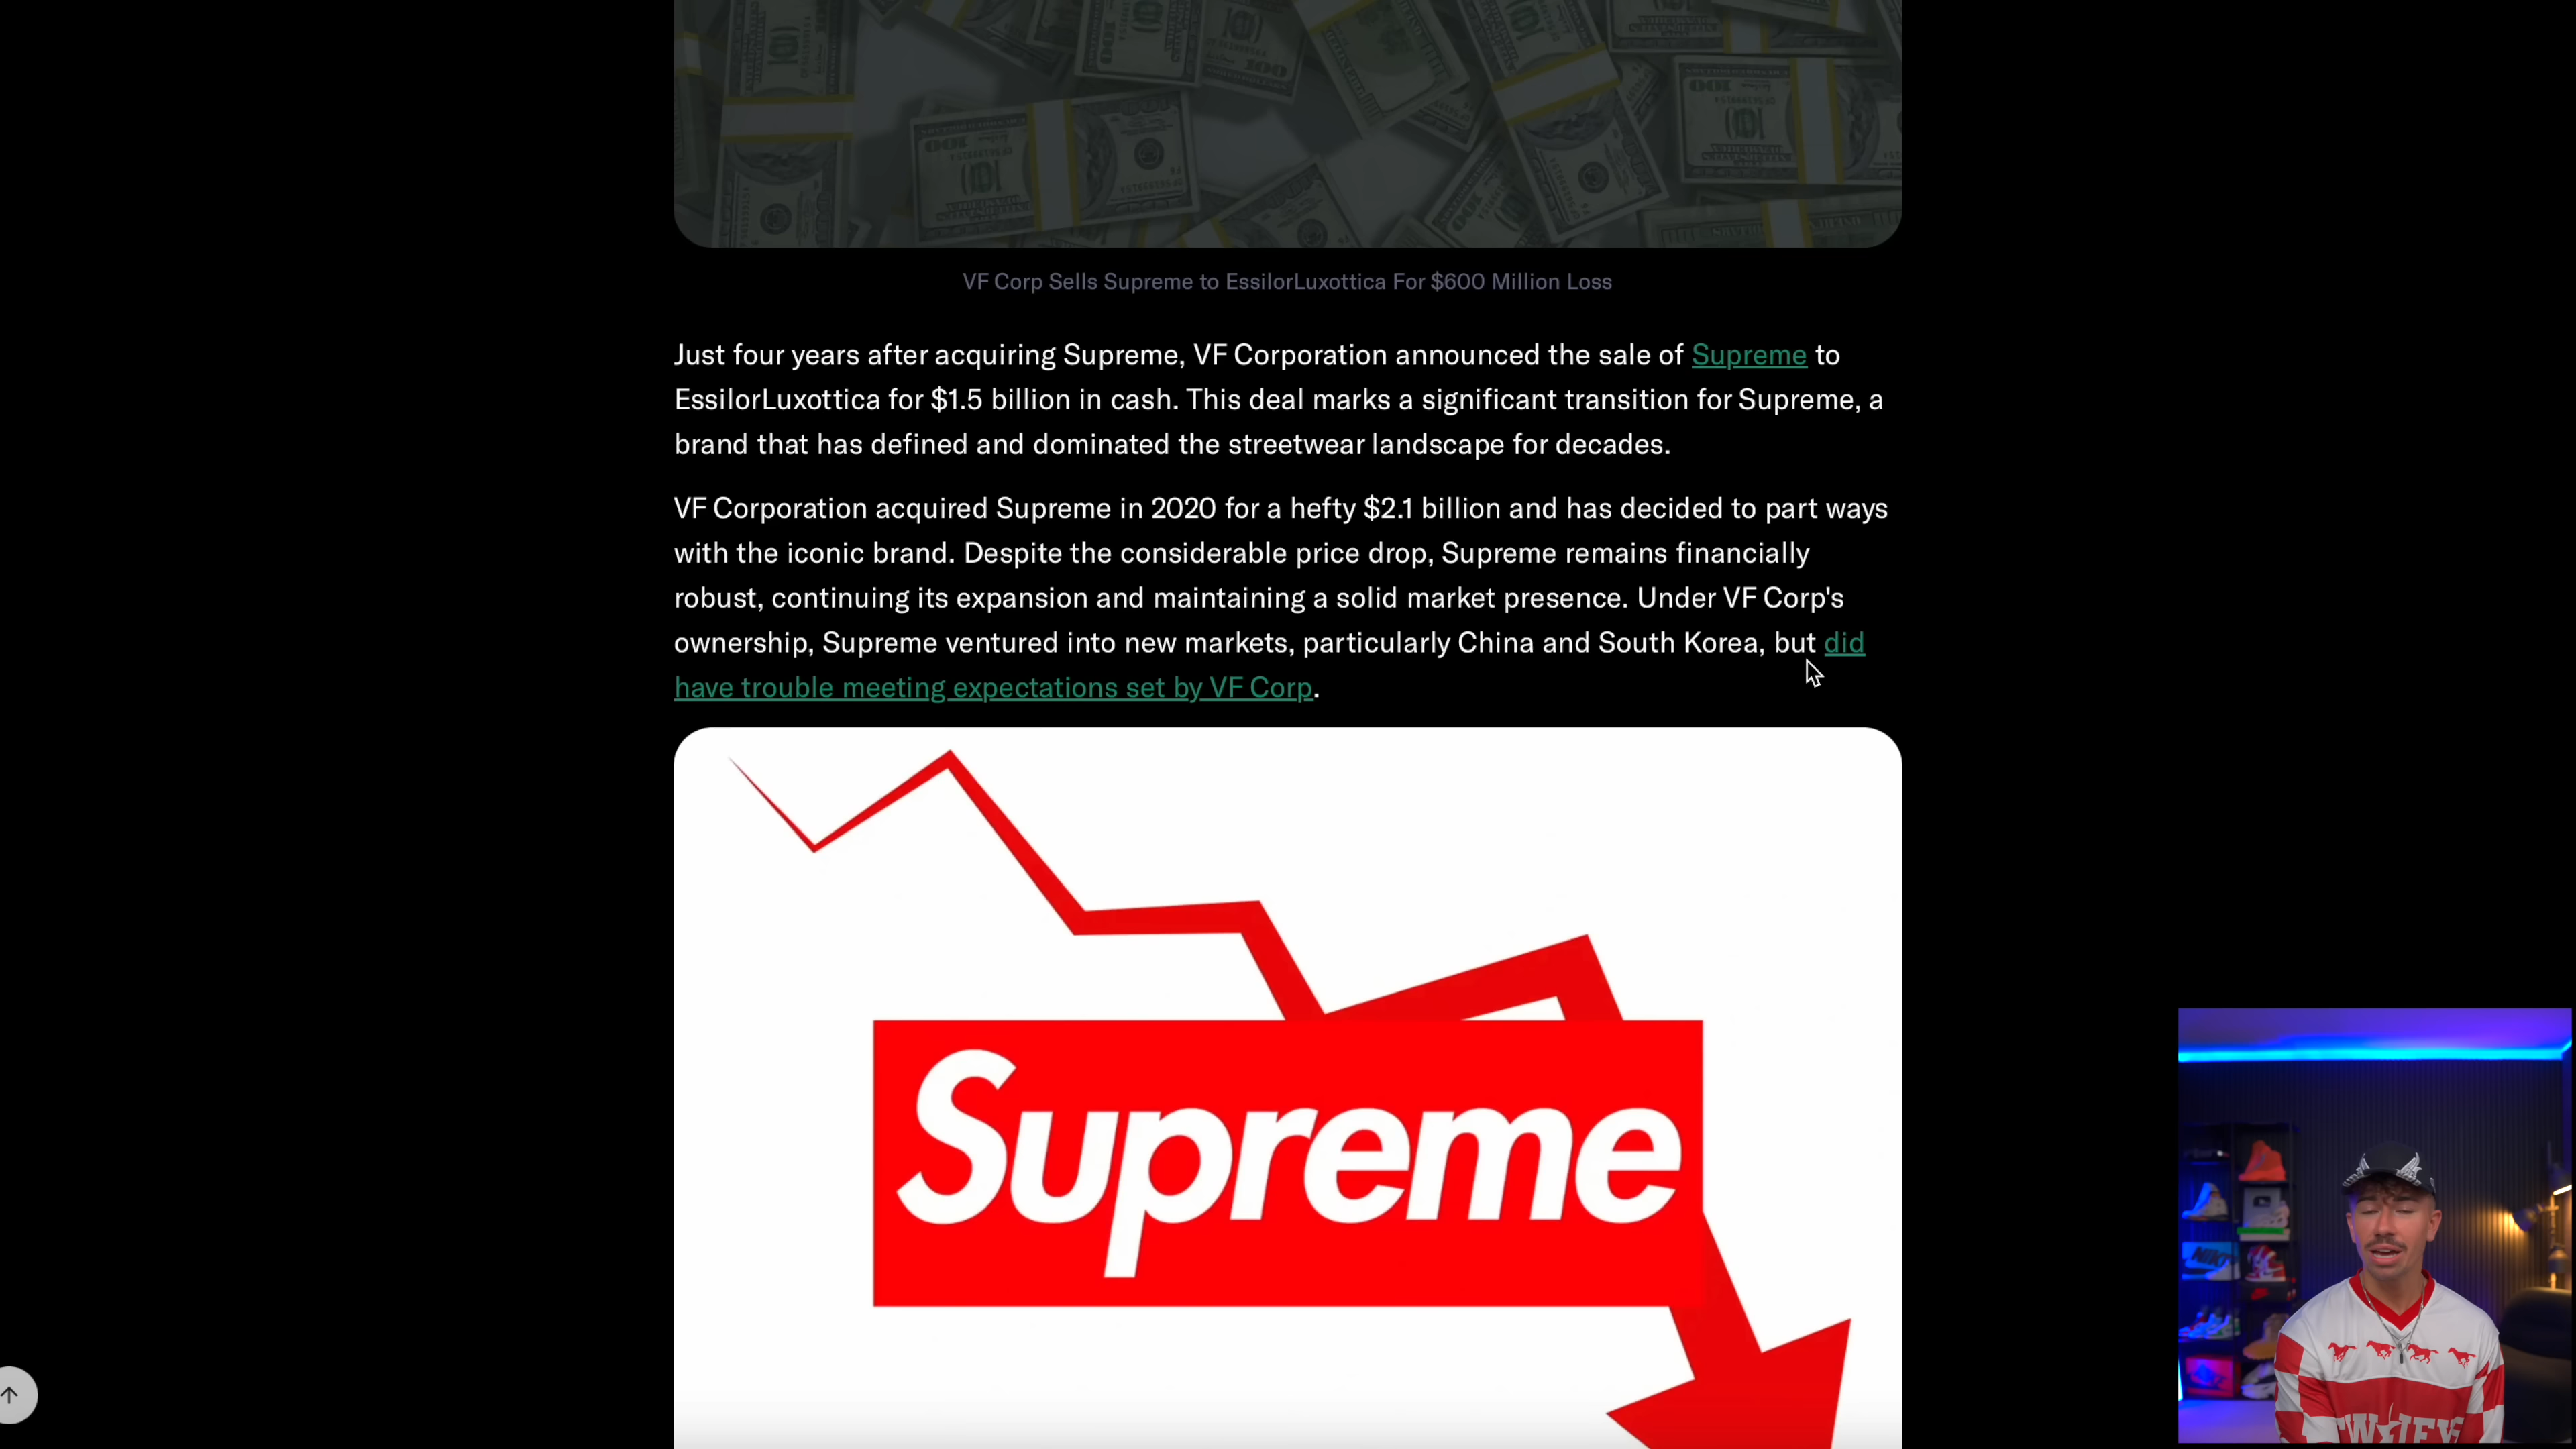 VF Corp Sells Supreme to EssilorLuxottica For $600 Million Loss
Just four years after acquiring Supreme, VF Corporation announced the sale of Supreme to
EssilorLuxottica for $1.5 billion in cash. This deal marks a significant transition for Supreme, a
brand that has defined and dominated the streetwear landscape for decades.
VF Corporation acquired Supreme in 2020 for a hefty $2.1 billion and has decided to part ways
with the iconic brand. Despite the considerable price drop, Supreme remains financially
robust, continuing its expansion and maintaining a solid market presence. Under VF Corp's
ownership, Supreme ventured into new markets, particularly China and South Korea, but did
have trouble meeting expectations set by VF Corp.
Supreme